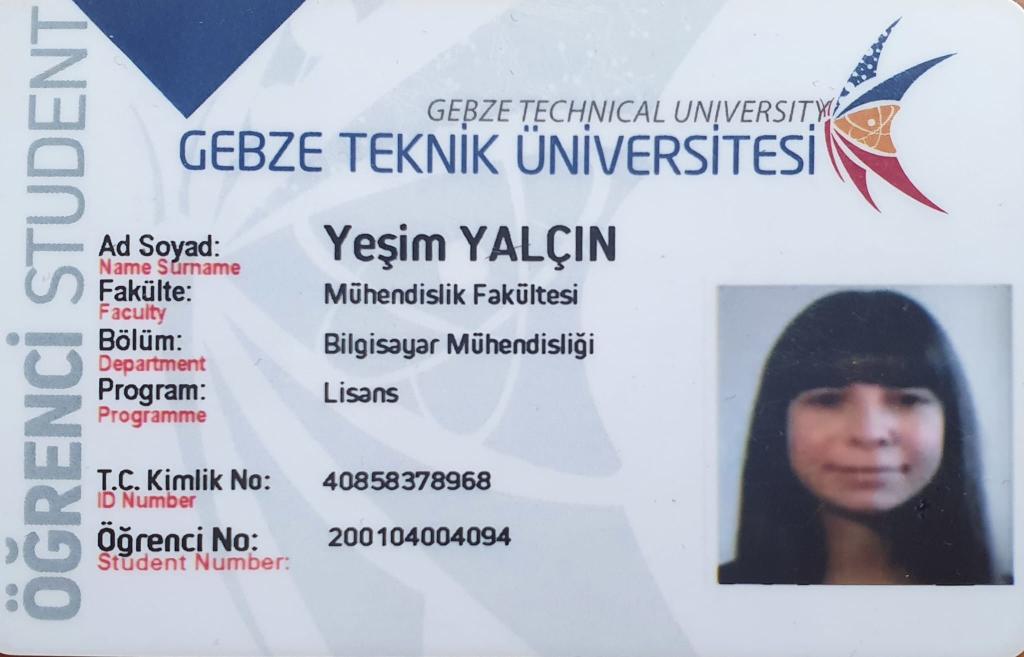 ÖĞRENCİ STUDENT
GEBZE TECHNICAL UNIVERSITY
GEBZE TEKNİK ÜNİVERSİTESİ
Ad Soyad: Yeşim YALÇIN
Name Surname
Fakülte: Mühendislik Fakültesi
Faculty
Bölüm: Bilgisayar Mühendisliği
Department
Program: Lisans
Programme
T.C. Kimlik No: 40858378968
ID Number
Öğrenci No: 200104004094
Student Number: